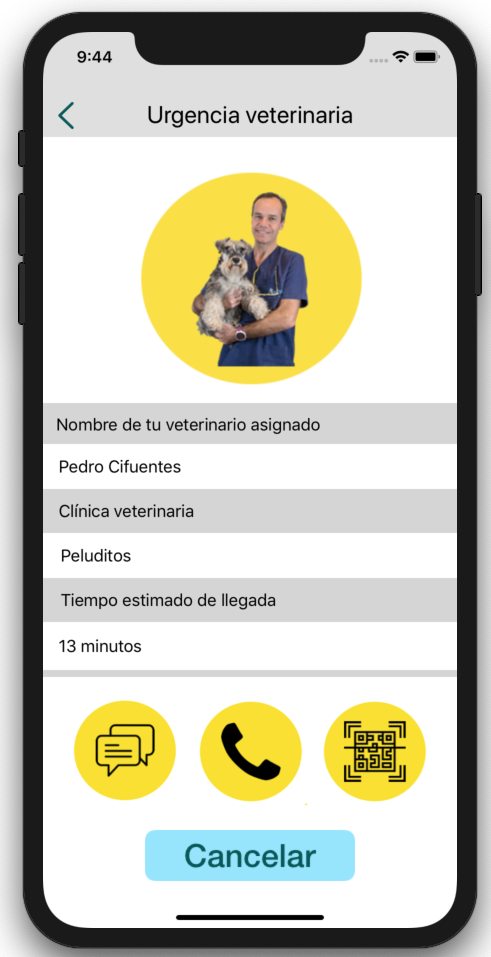 9:44
Urgencia veterinaria
Nombre de tu veterinario asignado
Pedro Cifuentes
Clínica veterinaria
Peluditos
Tiempo estimado de llegada
13 minutos
Cancelar